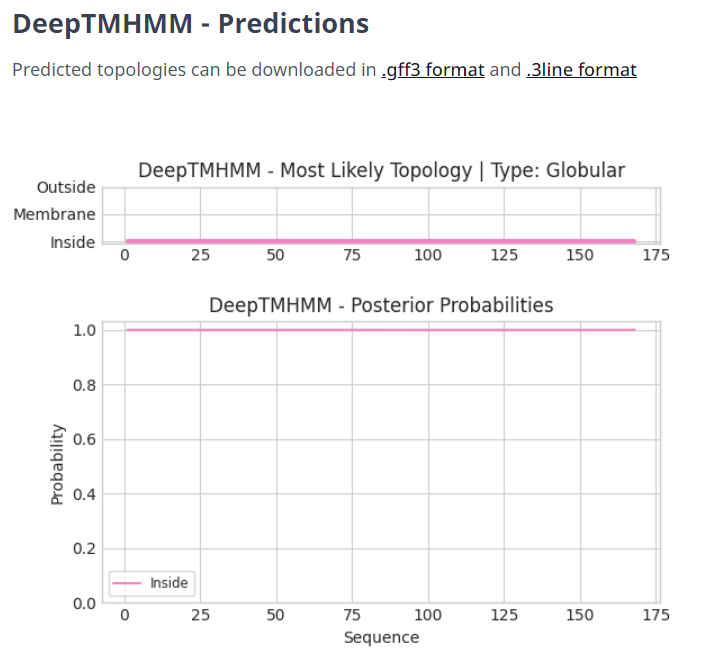 DeepTMHMM - Predictions
Predicted topologies can be downloaded in .gff3 format and .3line format
DeepTMHMM - Most Likely Topology | Type: Globular
Outside
Membrane
Inside
0 25 50 75 100 125 150 175
DeepTMHMM - Posterior Probabilities
1.0
0.8
0.6
0.4
0.2
0.0
Probability
Inside
0 25 50 75 100 125 150 175
Sequence